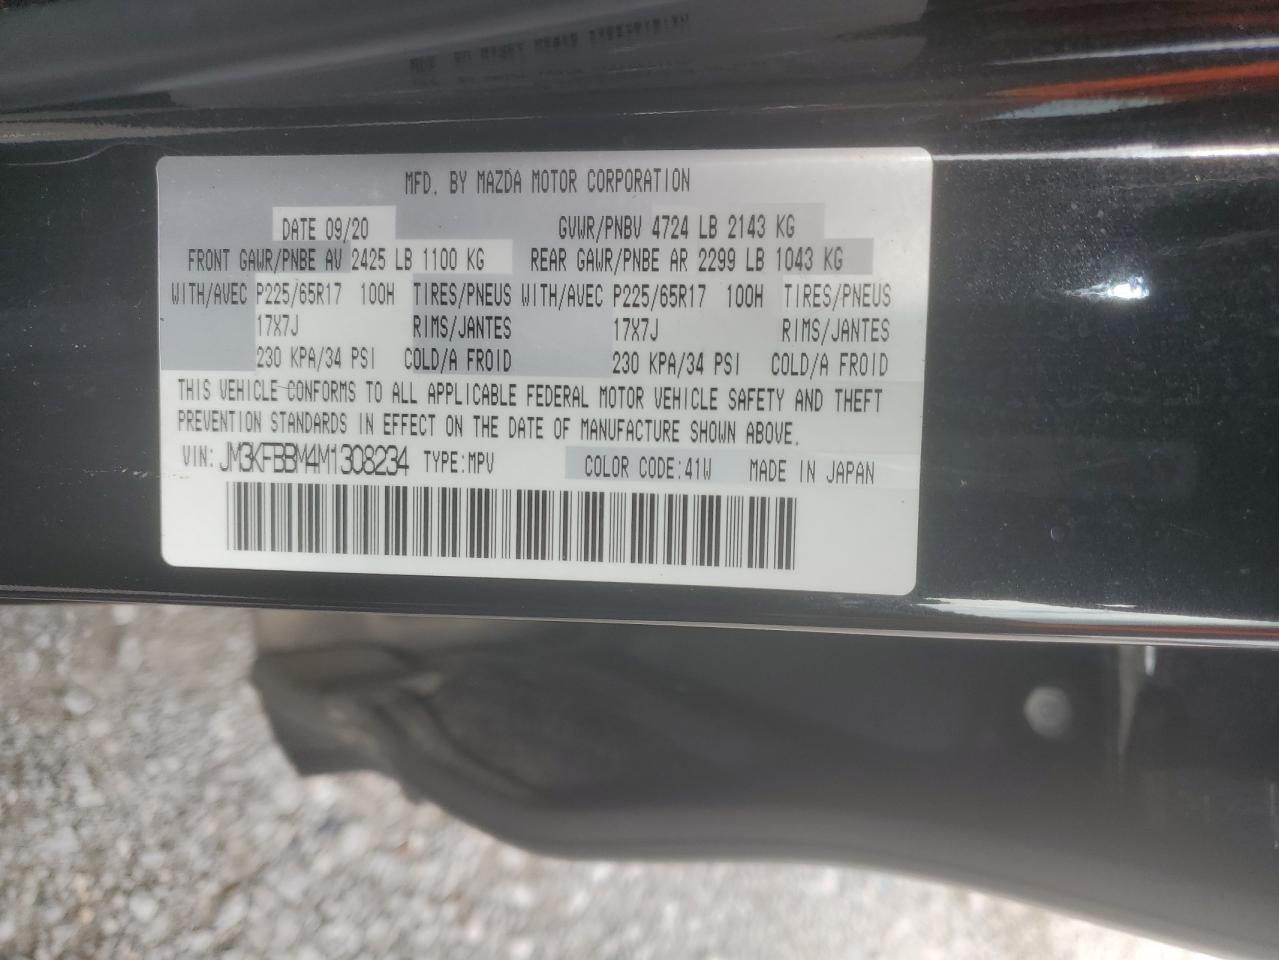 MFD. BY MAZDA MOTOR CORPORATION
DATE 09/20 GVWR/PNBV 4724 LB 2143 KG
FRONT GAWR/PNBE AV 2425 LB 1100 KG REAR GAWR/PNBE AR 2299 LB 1043 KG
WITH/AVEC P225/65R17 100H TIRES/PNEUS WITH/AVEC P225/65R17 100H TIRES/PNEUS
17X7J RIMS/JANTES 17X7J RIMS/JANTES
230 KPA/34 PSI COLD/A FROID 230 KPA/34 PSI COLD/A FROID
THIS VEHICLE CONFORMS TO ALL APPLICABLE FEDERAL MOTOR VEHICLE SAFETY AND THEFT
PREVENTION STANDARDS IN EFFECT ON THE DATE OF MANUFACTURE SHOWN ABOVE.
VIN: JM3KFBBM4M1308234 TYPE:MPV COLOR CODE:41W MADE IN JAPAN